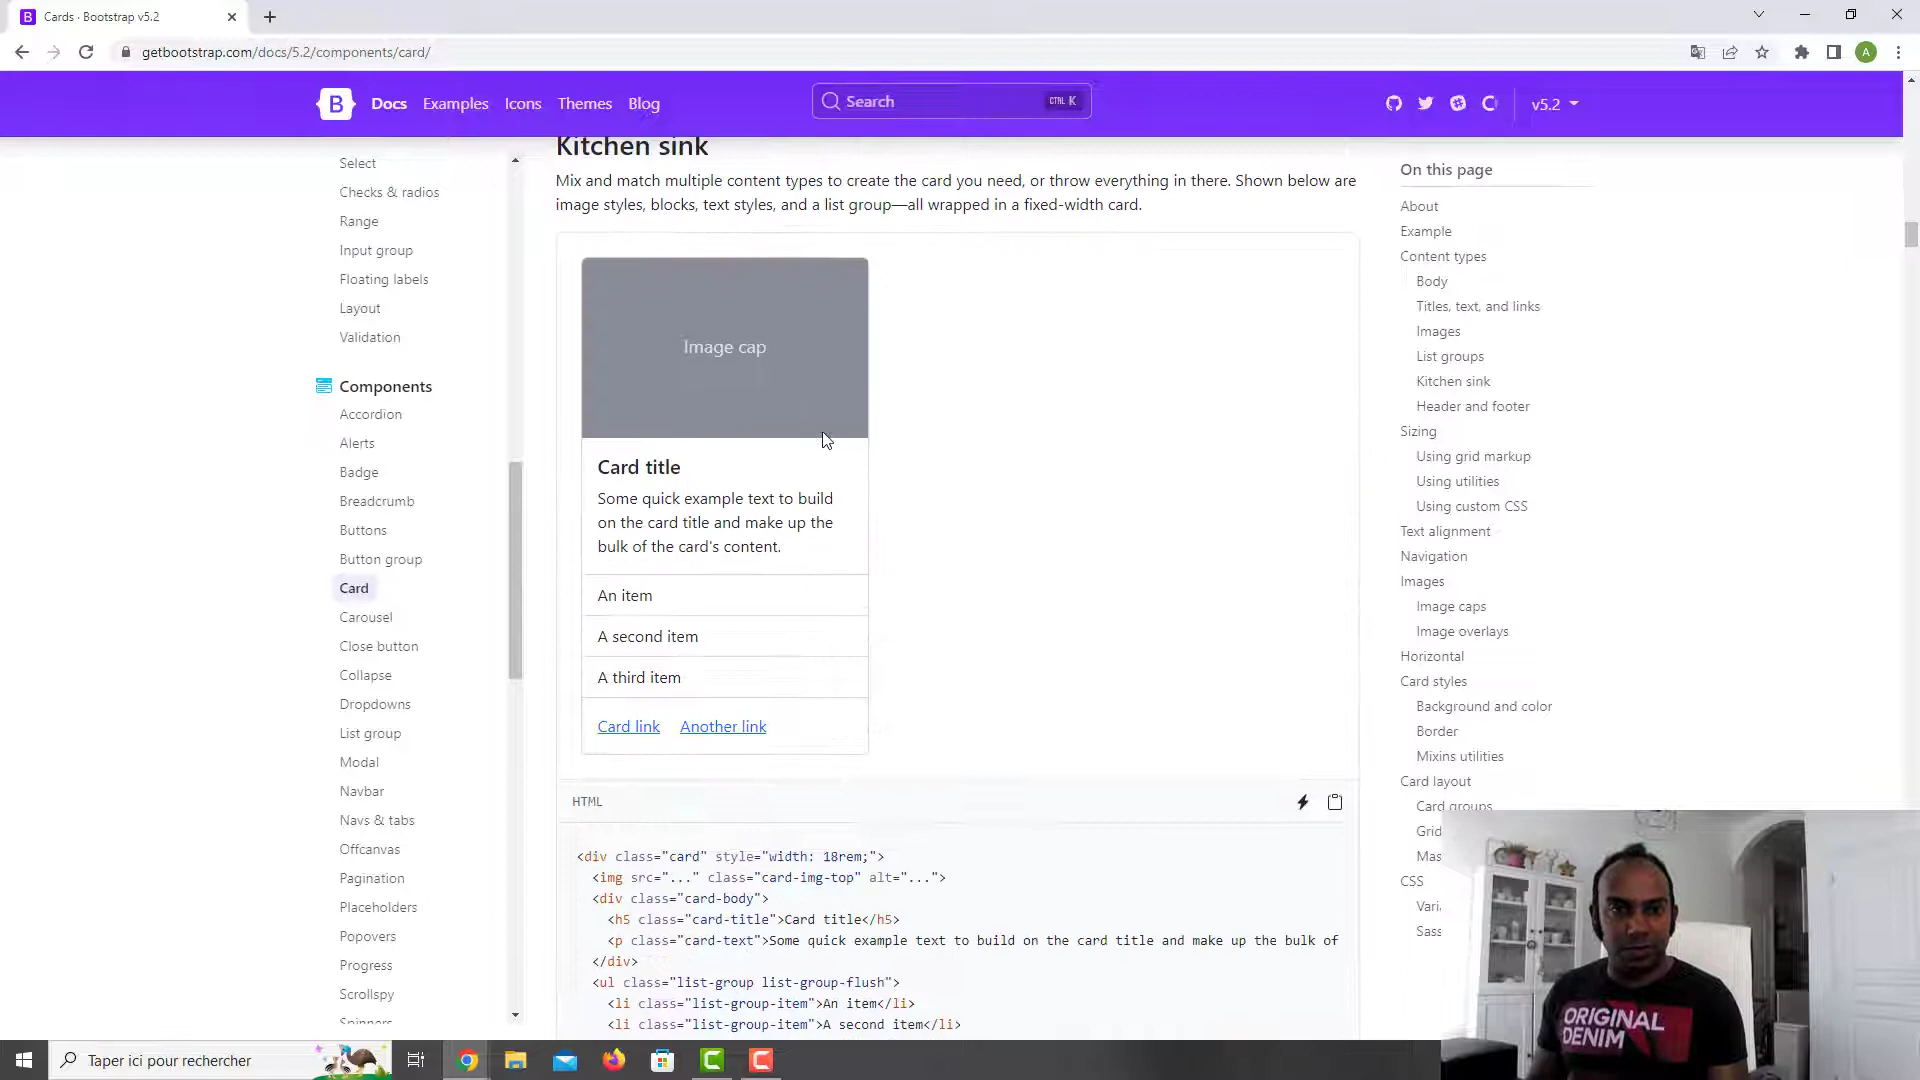 Cards · Bootstrap v5.2
getbootstrap.com/docs/5.2/components/card/
A
B Docs Examples Icons Themes Blog
Search CTRL K
v5.2
Select
Checks & radios
Range
Input group
Floating labels
Layout
Validation
Components
Accordion
Alerts
Badge
Breadcrumb
Buttons
Button group
Card
Carousel
Close button
Collapse
Dropdowns
List group
Modal
Navbar
Navs & tabs
Offcanvas
Pagination
Placeholders
Popovers
Progress
Scrollspy
Spinners
Kitchen sink
Mix and match multiple content types to create the card you need, or throw everything in there. Shown below are
image styles, blocks, text styles, and a list group—all wrapped in a fixed-width card.
Image cap
Card title
Some quick example text to build
on the card title and make up the
bulk of the card's content.
An item
A second item
A third item
Card link Another link
HTML
<div class="card" style="width: 18rem;">
<img src="..." class="card-img-top" alt="...">
<div class="card-body">
<h5 class="card-title">Card title</h5>
<p class="card-text">Some quick example text to build on the card title and make up the bulk of
</div>
<ul class="list-group list-group-flush">
<li class="list-group-item">An item</li>
<li class="list-group-item">A second item</li>
On this page
About
Example
Content types
Body
Titles, text, and links
Images
List groups
Kitchen sink
Header and footer
Sizing
Using grid markup
Using utilities
Using custom CSS
Text alignment
Navigation
Images
Image caps
Image overlays
Horizontal
Card styles
Background and color
Border
Mixins utilities
Card layout
Card groups
Grid
Mas
CSS
Vari
Sass
ORIGINAL
DENIM
Taper ici pour rechercher